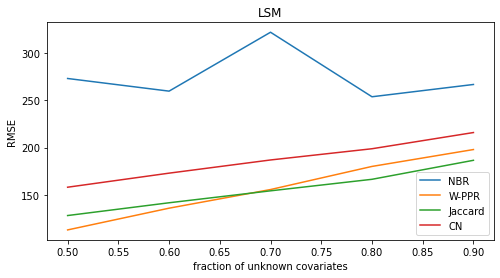 LSM
RMSE
300
250
200
150
0.50 0.55 0.60 0.65 0.70 0.75 0.80 0.85 0.90
fraction of unknown covariates
NBR
W-PPR
Jaccard
CN